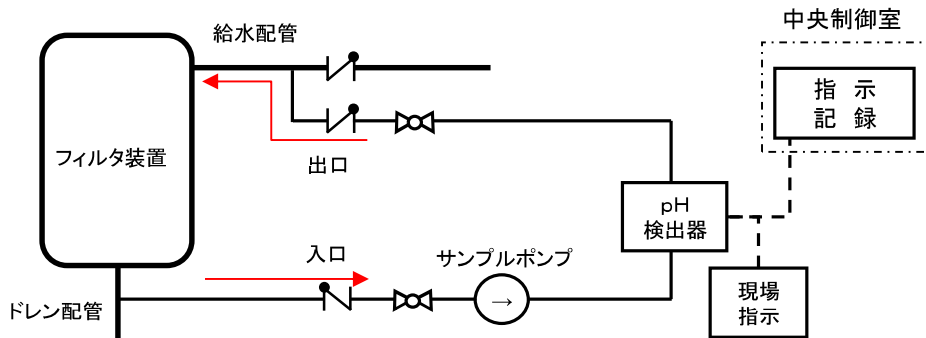 中央制御室
給水配管
指 示
記 録
フィルタ装置
出口
pH
検出器
入口
サンプルポンプ
→
現場
指示
ドレン配管